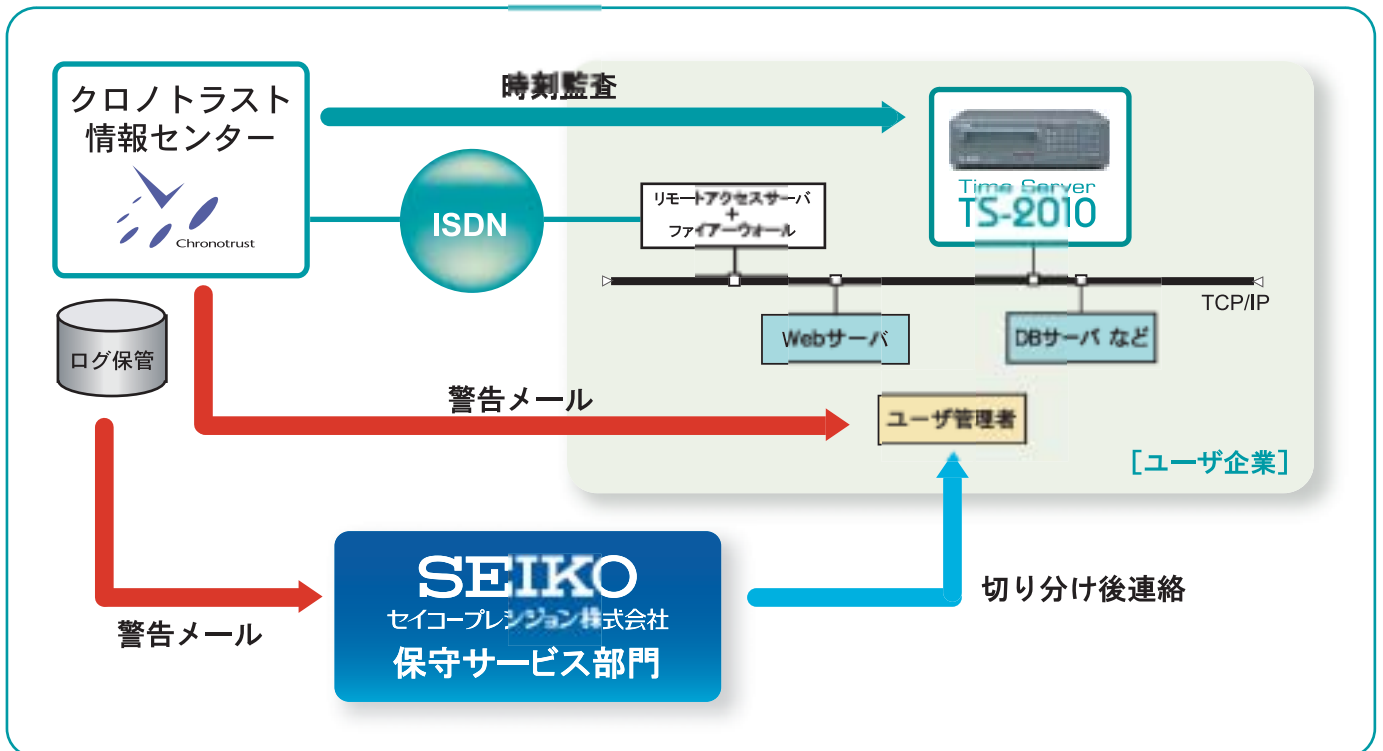 クロノトラスト
情報センター
Chronotrust
時刻監査
ISDN
リモートアクセスサーバ
+
ファイアーウォール
Time Server
TS-2010
TCP/IP
Webサーバ
DBサーバ など
ログ保管
警告メール
ユーザ管理者
[ユーザ企業]
SEIKO
セイコープレシジョン株式会社
保守サービス部門
切り分け後連絡
警告メール